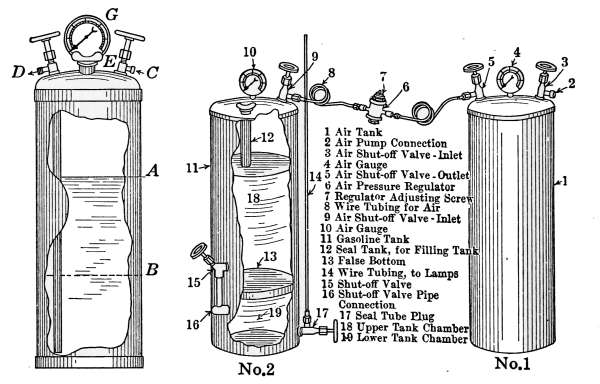 G
D
E
C
A
B
10
9
8
7
6
5
4
3
2
11
12
18
14
13
15
16
19
17
1
1 Air Tank
2 Air Pump Connection
3 Air Shut-off Valve-Inlet
4 Air Gauge
5 Air Shut-off Valve-Outlet
6 Air Pressure Regulator
7 Regulator Adjusting Screw
8 Wire Tubing for Air
9 Air Shut-off Valve-Inlet
10 Air Gauge
11 Gasoline Tank
12 Seal Tank, for Filling Tank
13 False Bottom
14 Wire Tubing, to Lamps
15 Shut-off Valve
16 Shut-off Valve Pipe
Connection
17 Seal Tube Plug
18 Upper Tank Chamber
19 Lower Tank Chamber
No.2
No.1